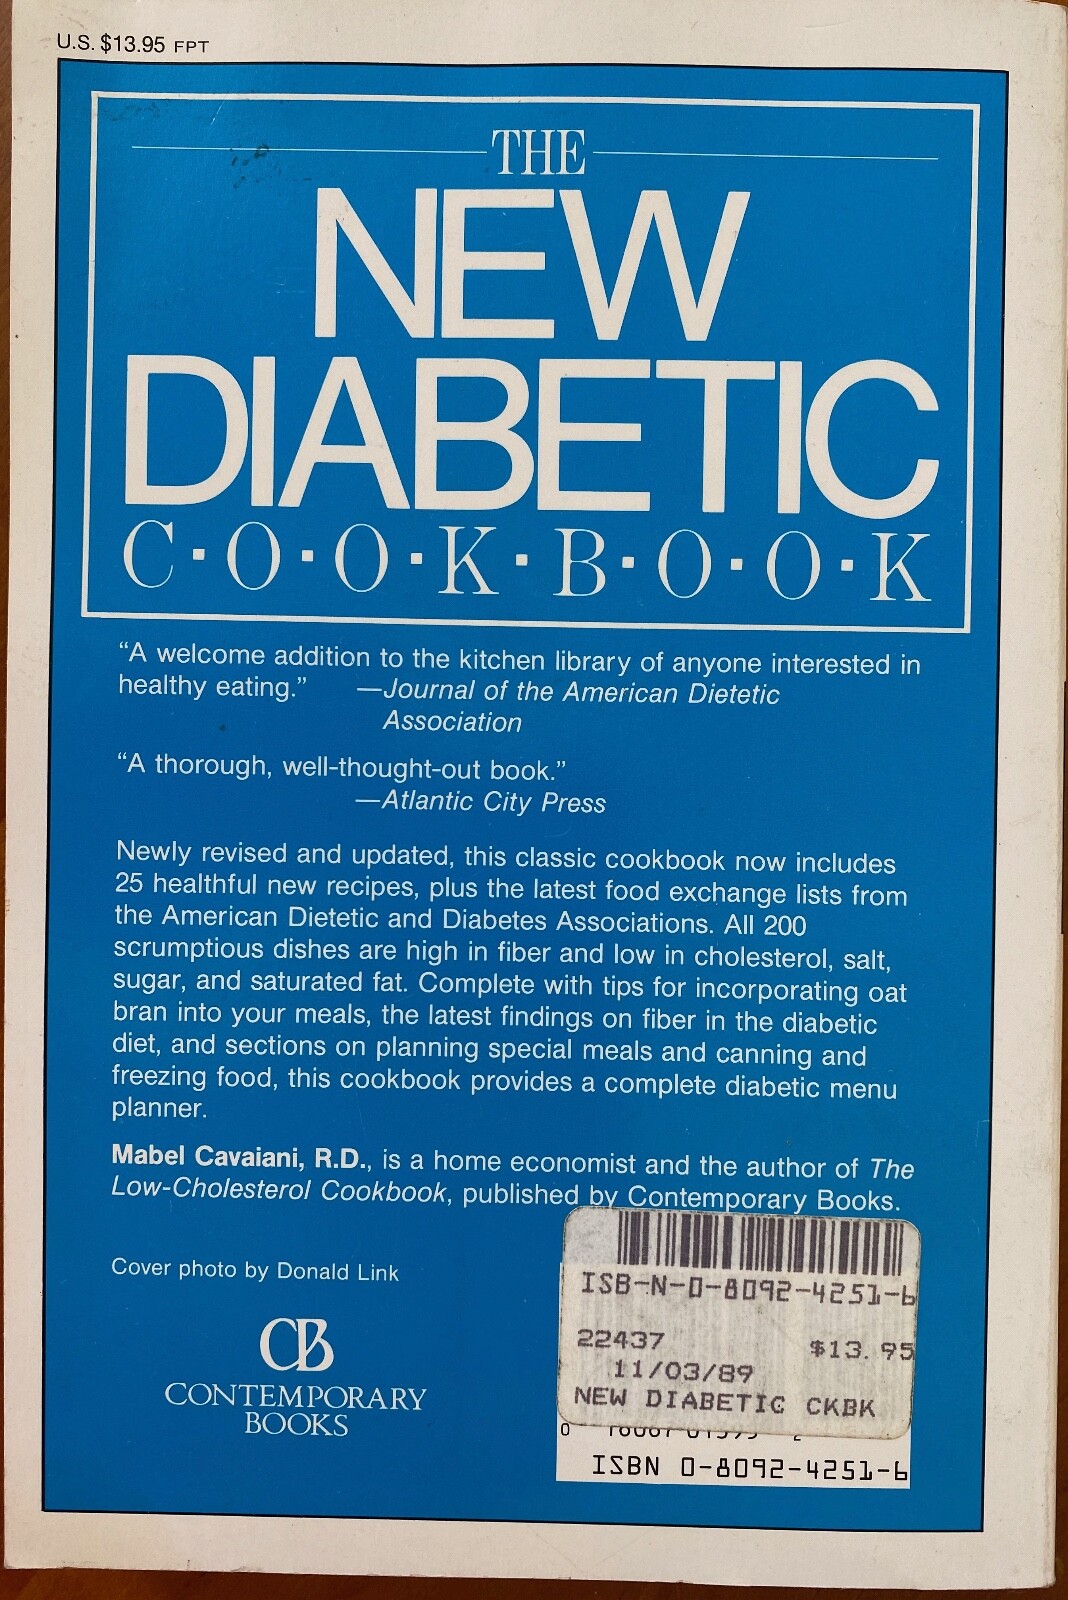 U.S. $13.95 FPT
THE
NEW
DIABETIC
C·O·O·K·B·O·O·K
“A welcome addition to the kitchen library of anyone interested in
healthy eating.” —Journal of the American Dietetic
Association
“A thorough, well-thought-out book.”
—Atlantic City Press
Newly revised and updated, this classic cookbook now includes
25 healthful new recipes, plus the latest food exchange lists from
the American Dietetic and Diabetes Associations. All 200
scrumptious dishes are high in fiber and low in cholesterol, salt,
sugar, and saturated fat. Complete with tips for incorporating oat
bran into your meals, the latest findings on fiber in the diabetic
diet, and sections on planning special meals and canning and
freezing food, this cookbook provides a complete diabetic menu
planner.
Mabel Cavaiani, R.D., is a home economist and the author of The
Low-Cholesterol Cookbook, published by Contemporary Books.
Cover photo by Donald Link
CB
CONTEMPORARY
BOOKS
ISB-N-0-8092-4251-6
22437 $13.95
11/03/89
NEW DIABETIC CKBK
0
ISBN 0-8092-4251-6